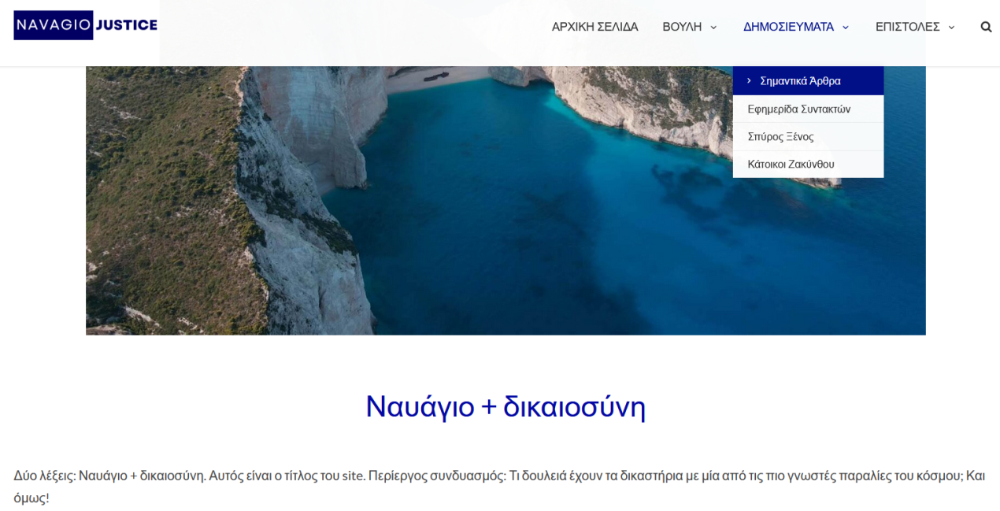 NAVAGIO JUSTICE
ΑΡΧΙΚΗ ΣΕΛΙΔΑ ΒΟΥΛΗ ΔΗΜΟΣΙΕΥΜΑΤΑ ΕΠΙΣΤΟΛΕΣ
Σημαντικά Άρθρα
Εφημερίδα Συντακτών
Σπύρος Ξένος
Κάτοικοι Ζακύνθου
Ναυάγιο + δικαιοσύνη
Δύο λέξεις: Ναυάγιο + δικαιοσύνη. Αυτός είναι ο τίτλος του site. Περίεργος συνδυασμός: Τι δουλειά έχουν τα δικαστήρια με μία από τις πιο γνωστές παραλίες του κόσμου; Και
όμως!